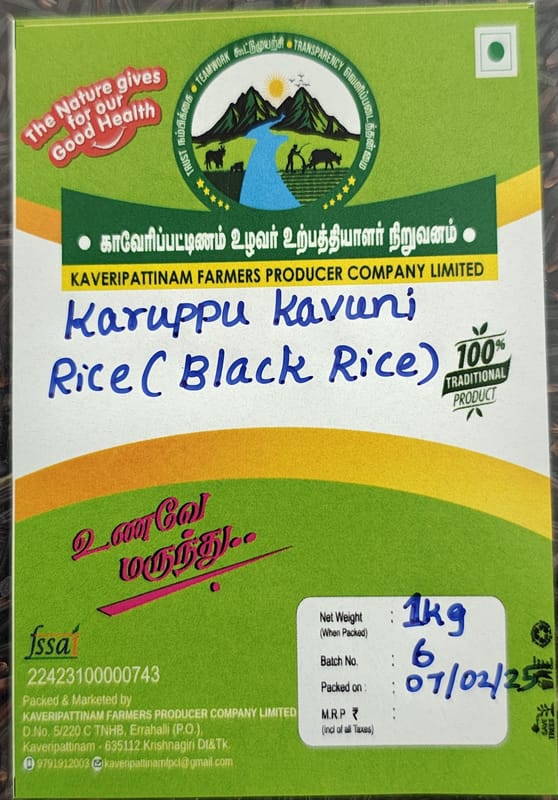 The Nature gives
for our
Good Health
TRUST நம்பிக்கை • TEAMWORK கூட்டுமுயற்சி • TRANSPARENCY வெளிப்படைத்தன்மை
• காவேரிப்பட்டிணம் உழவர் உற்பத்தியாளர் நிறுவனம் •
KAVERIPATTINAM FARMERS PRODUCER COMPANY LIMITED
Karuppu Kavuni
Rice ( Black Rice)
100%
TRADITIONAL
PRODUCT
உணவே
மருந்து..
Net Weight : 1kg
(When Packed)
Batch No. : 6
Packed on : 07/02/25
M.R.P ₹ :
(incl of all Taxes)
fssai
22423100000743
Packed & Marketed by
KAVERIPATTINAM FARMERS PRODUCER COMPANY LIMITED
D.No. 5/220 C TNHB, Errahalli (P.O.),
Kaveripattinam - 635112.Krishnagiri Dt&Tk.
9791912003 kaveripattinamfpcl@gmail.com
SAVE
TREES